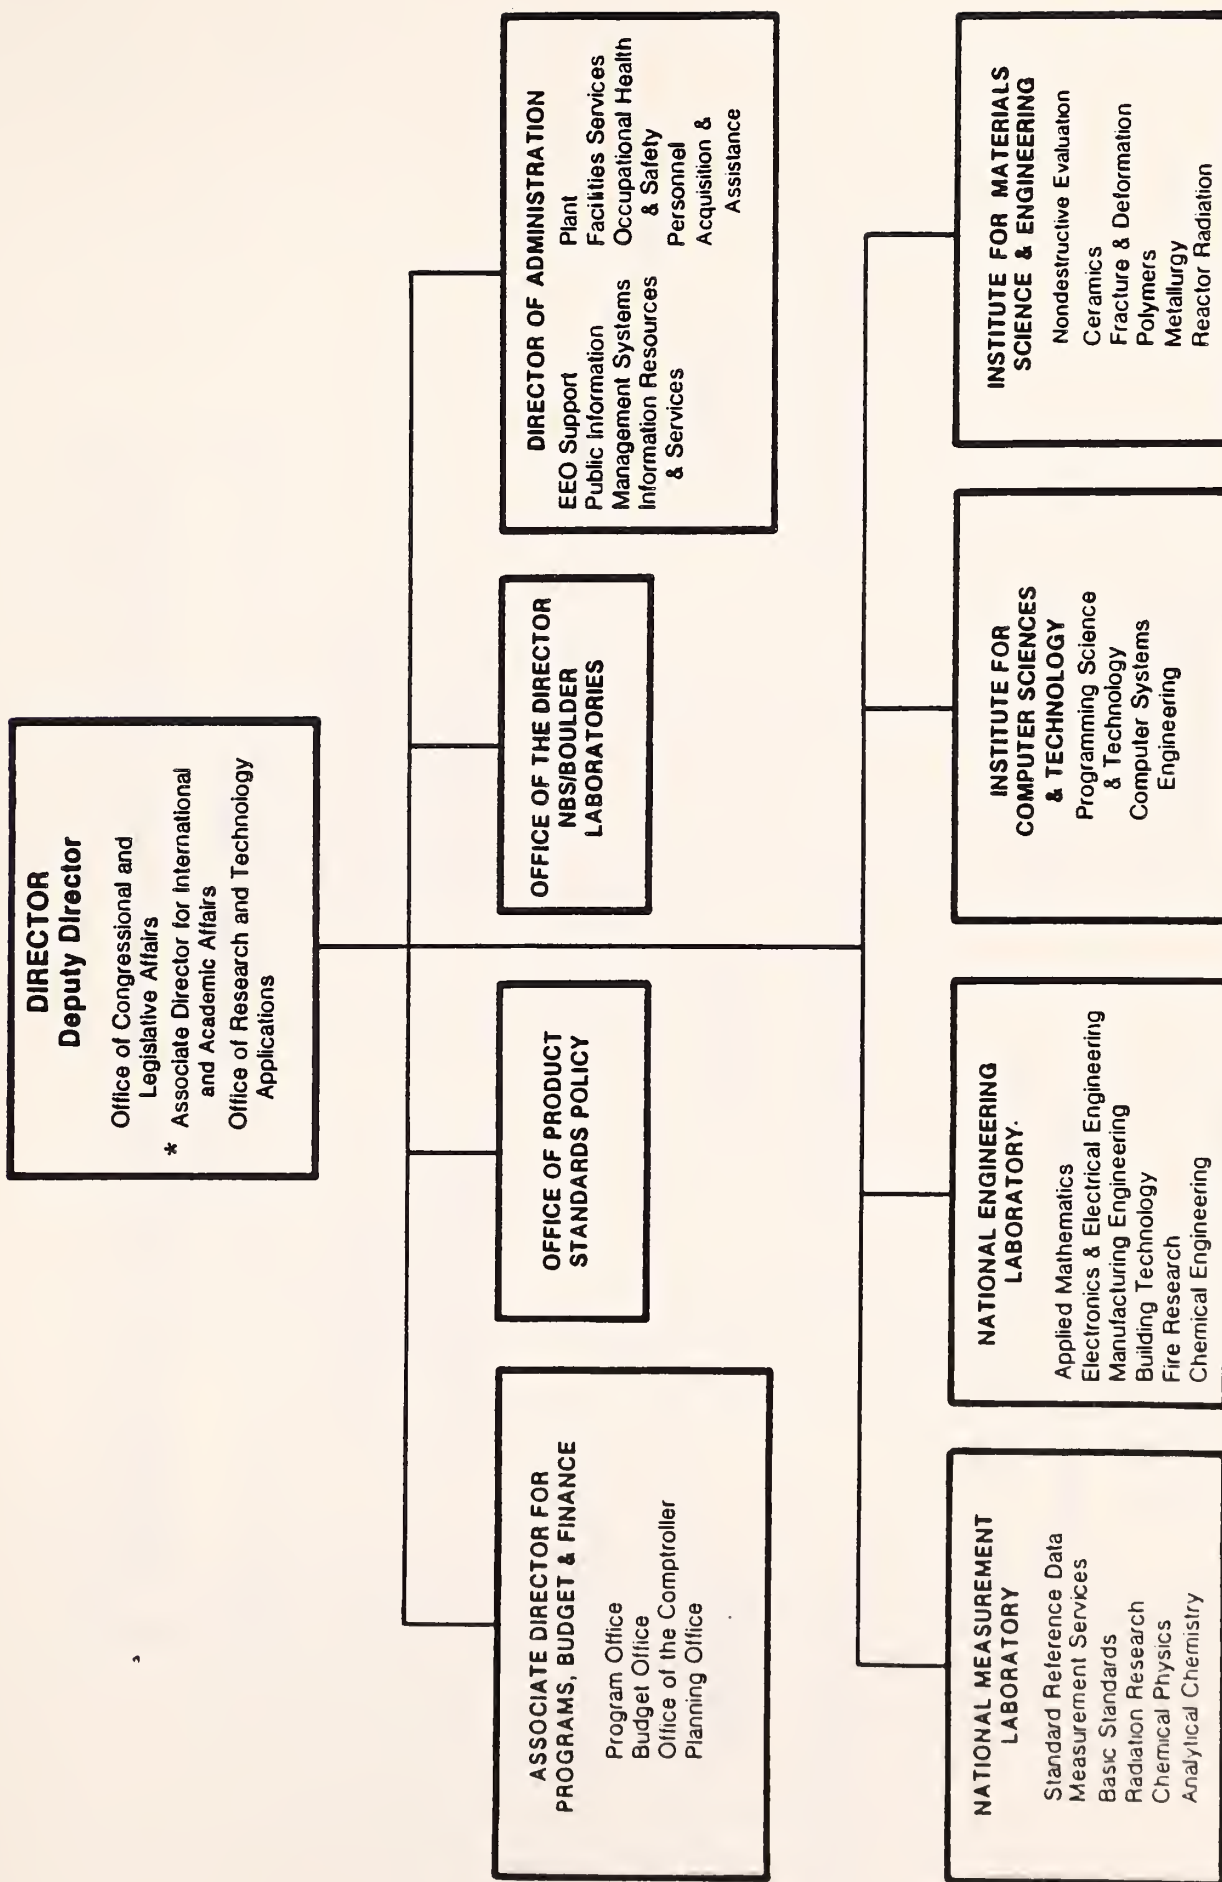 DIRECTOR
Deputy Director
Office of Congressional and
Legislative Affairs
* Associate Director for International
and Academic Affairs
Office of Research and Technology
Applications
ASSOCIATE DIRECTOR FOR
PROGRAMS, BUDGET & FINANCE
Program Office
Budget Office
Office of the Comptroller
Planning Office
OFFICE OF PRODUCT
STANDARDS POLICY
OFFICE OF THE DIRECTOR
NBS/BOULDER
LABORATORIES
DIRECTOR OF ADMINISTRATION
EEO Support
Public Information
Management Systems
Information Resources
& Services
Plant
Facilities Services
Occupational Health
& Safety
Personnel
Acquisition &
Assistance
NATIONAL MEASUREMENT
LABORATORY
Standard Reference Data
Measurement Services
Basic Standards
Radiation Research
Chemical Physics
Analytical Chemistry
NATIONAL ENGINEERING
LABORATORY.
Applied Mathematics
Electronics & Electrical Engineering
Manufacturing Engineering
Building Technology
Fire Research
Chemical Engineering
INSTITUTE FOR
COMPUTER SCIENCES
& TECHNOLOGY
Programming Science
& Technology
Computer Systems
Engineering
INSTITUTE FOR MATERIALS
SCIENCE & ENGINEERING
Nondestructive Evaluation
Ceramics
Fracture & Deformation
Polymers
Metallurgy
Reactor Radiation